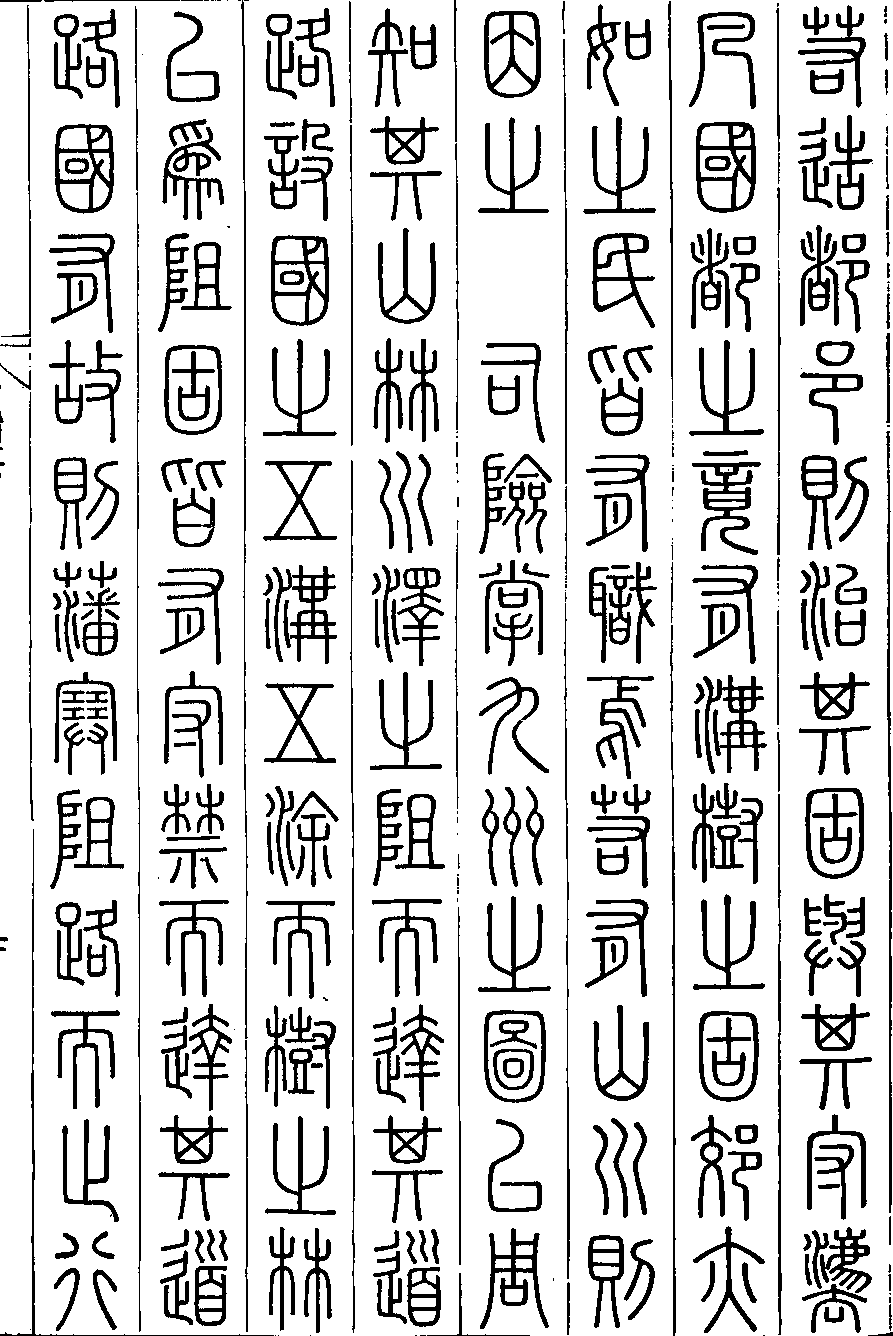 若造都邑則治其固與其守灋
凡國都之竟有溝樹之固郊亦
如之民皆有職焉若有山川則
因之　司險掌九州之圖以周
知其山林川澤之阻而達其道
路設國之五溝五涂而樹之林
以爲阻固皆有守禁而達其道
路國有故則藩塞阻路而止行